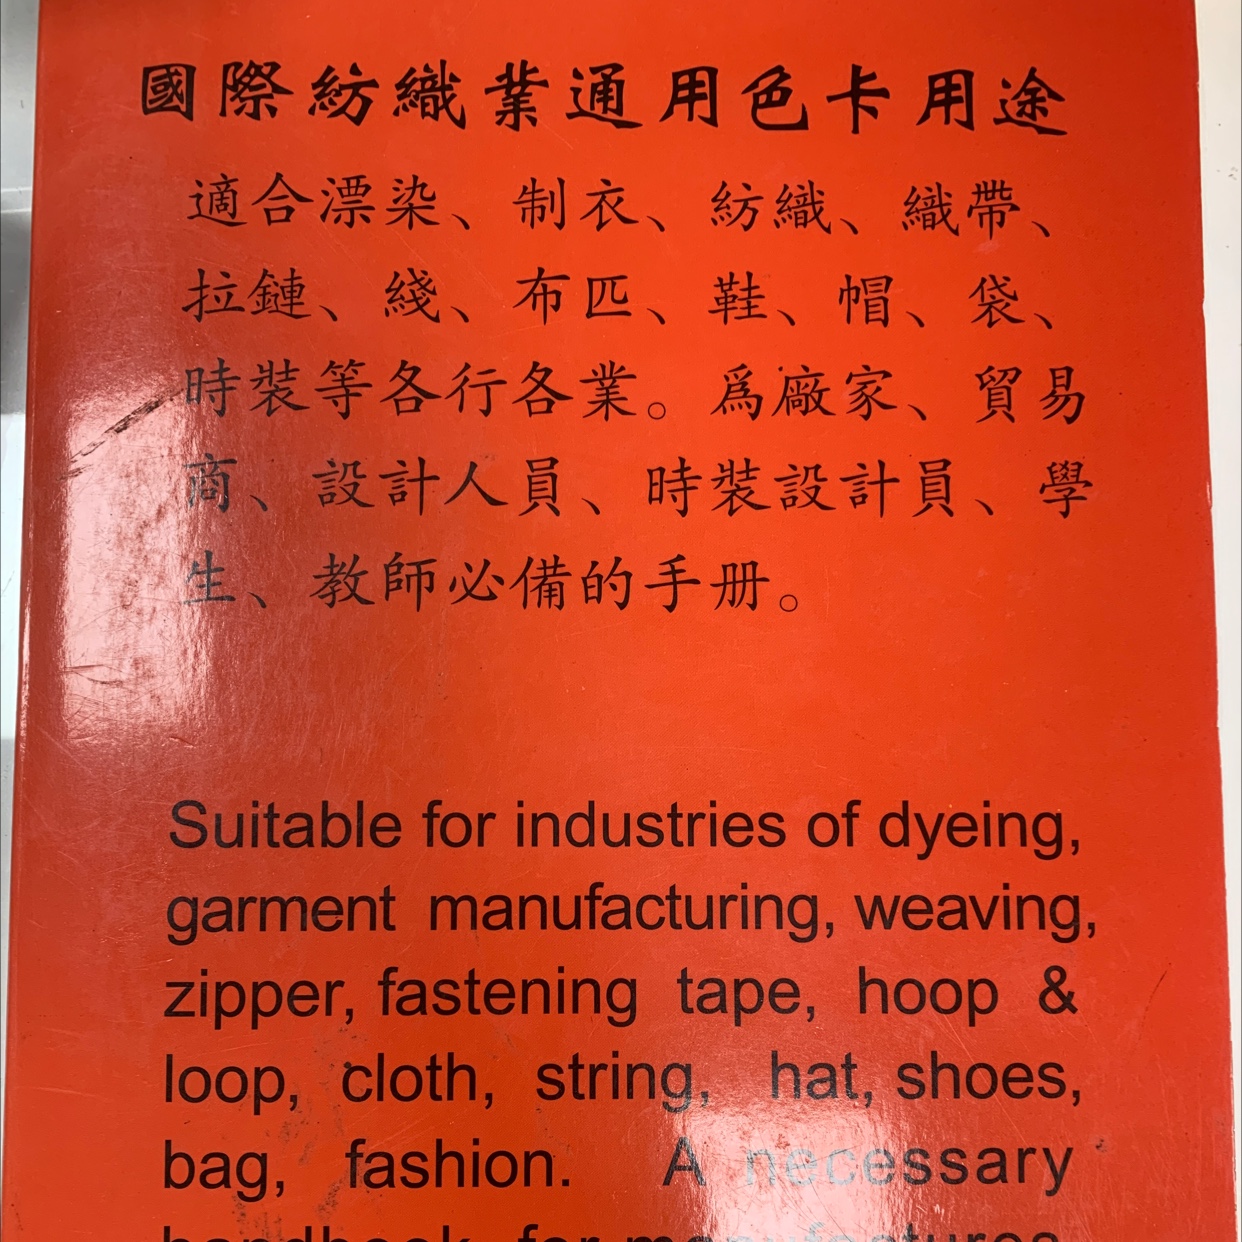 國際紡織業通用色卡用途
適合漂染、制衣、紡織、織帶、
拉鏈、綫、布匹、鞋、帽、袋、
時裝等各行各業。爲廠家、貿易
商、設計人員、時裝設計員、學
生、教師必備的手册。
Suitable for industries of dyeing,
garment manufacturing, weaving,
zipper, fastening tape, hoop &
loop, cloth, string, hat, shoes,
bag, fashion. A necessary
handbook for manufactures,